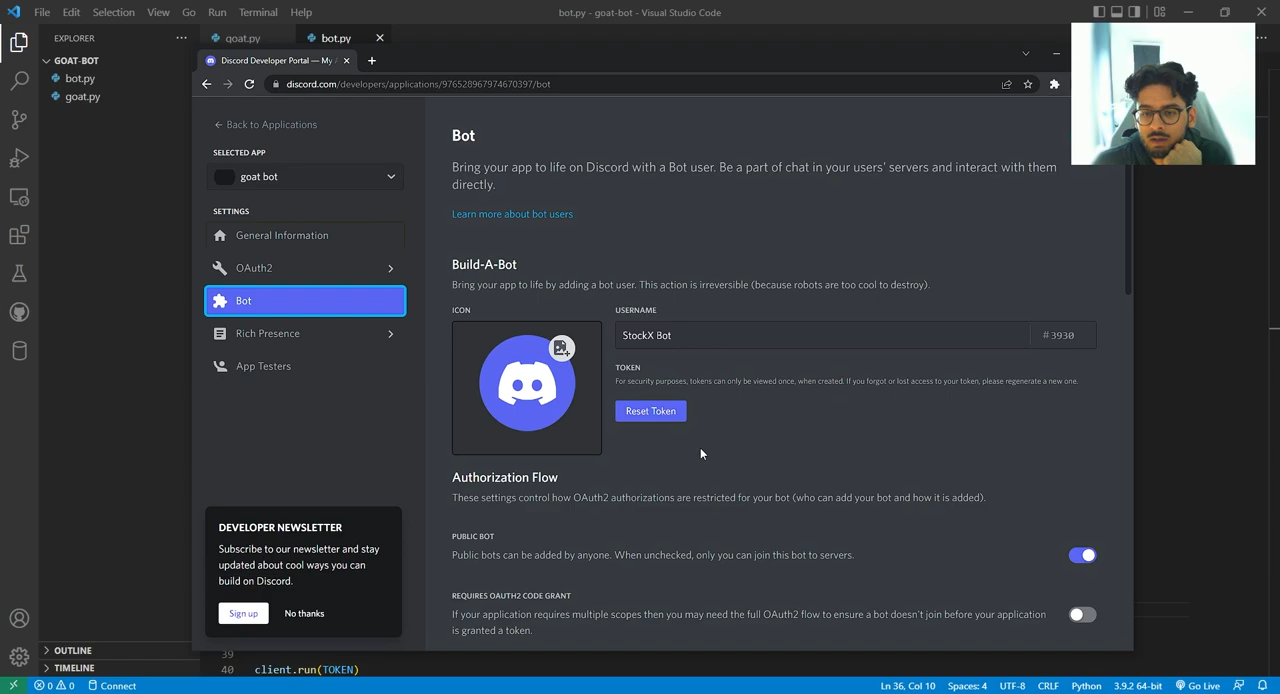 File Edit Selection View Go Run Terminal Help
bot.py - goat-bot - Visual Studio Code
EXPLORER
GOAT-BOT
bot.py
goat.py
OUTLINE
TIMELINE
goat.py
bot.py
Discord Developer Portal — My A
discord.com/developers/applications/976528967974670397/bot
← Back to Applications
SELECTED APP
goat bot
SETTINGS
General Information
OAuth2
Bot
Rich Presence
App Testers
DEVELOPER NEWSLETTER
Subscribe to our newsletter and stay
updated about cool ways you can
build on Discord.
Sign up
No thanks
Bot
Bring your app to life on Discord with a Bot user. Be a part of chat in your users' servers and interact with them
directly.
Learn more about bot users
Build-A-Bot
Bring your app to life by adding a bot user. This action is irreversible (because robots are too cool to destroy).
ICON
USERNAME
StockX Bot
#3930
TOKEN
For security purposes, tokens can only be viewed once, when created. If you forgot or lost access to your token, please regenerate a new one.
Reset Token
Authorization Flow
These settings control how OAuth2 authorizations are restricted for your bot (who can add your bot and how it is added).
PUBLIC BOT
Public bots can be added by anyone. When unchecked, only you can join this bot to servers.
REQUIRES OAUTH2 CODE GRANT
If your application requires multiple scopes then you may need the full OAuth2 flow to ensure a bot doesn't join before your application
is granted a token.
39
40 client.run(TOKEN)
0 0 Connect
Ln 36, Col 10 Spaces: 4 UTF-8 CRLF Python 3.9.2 64-bit Go Live